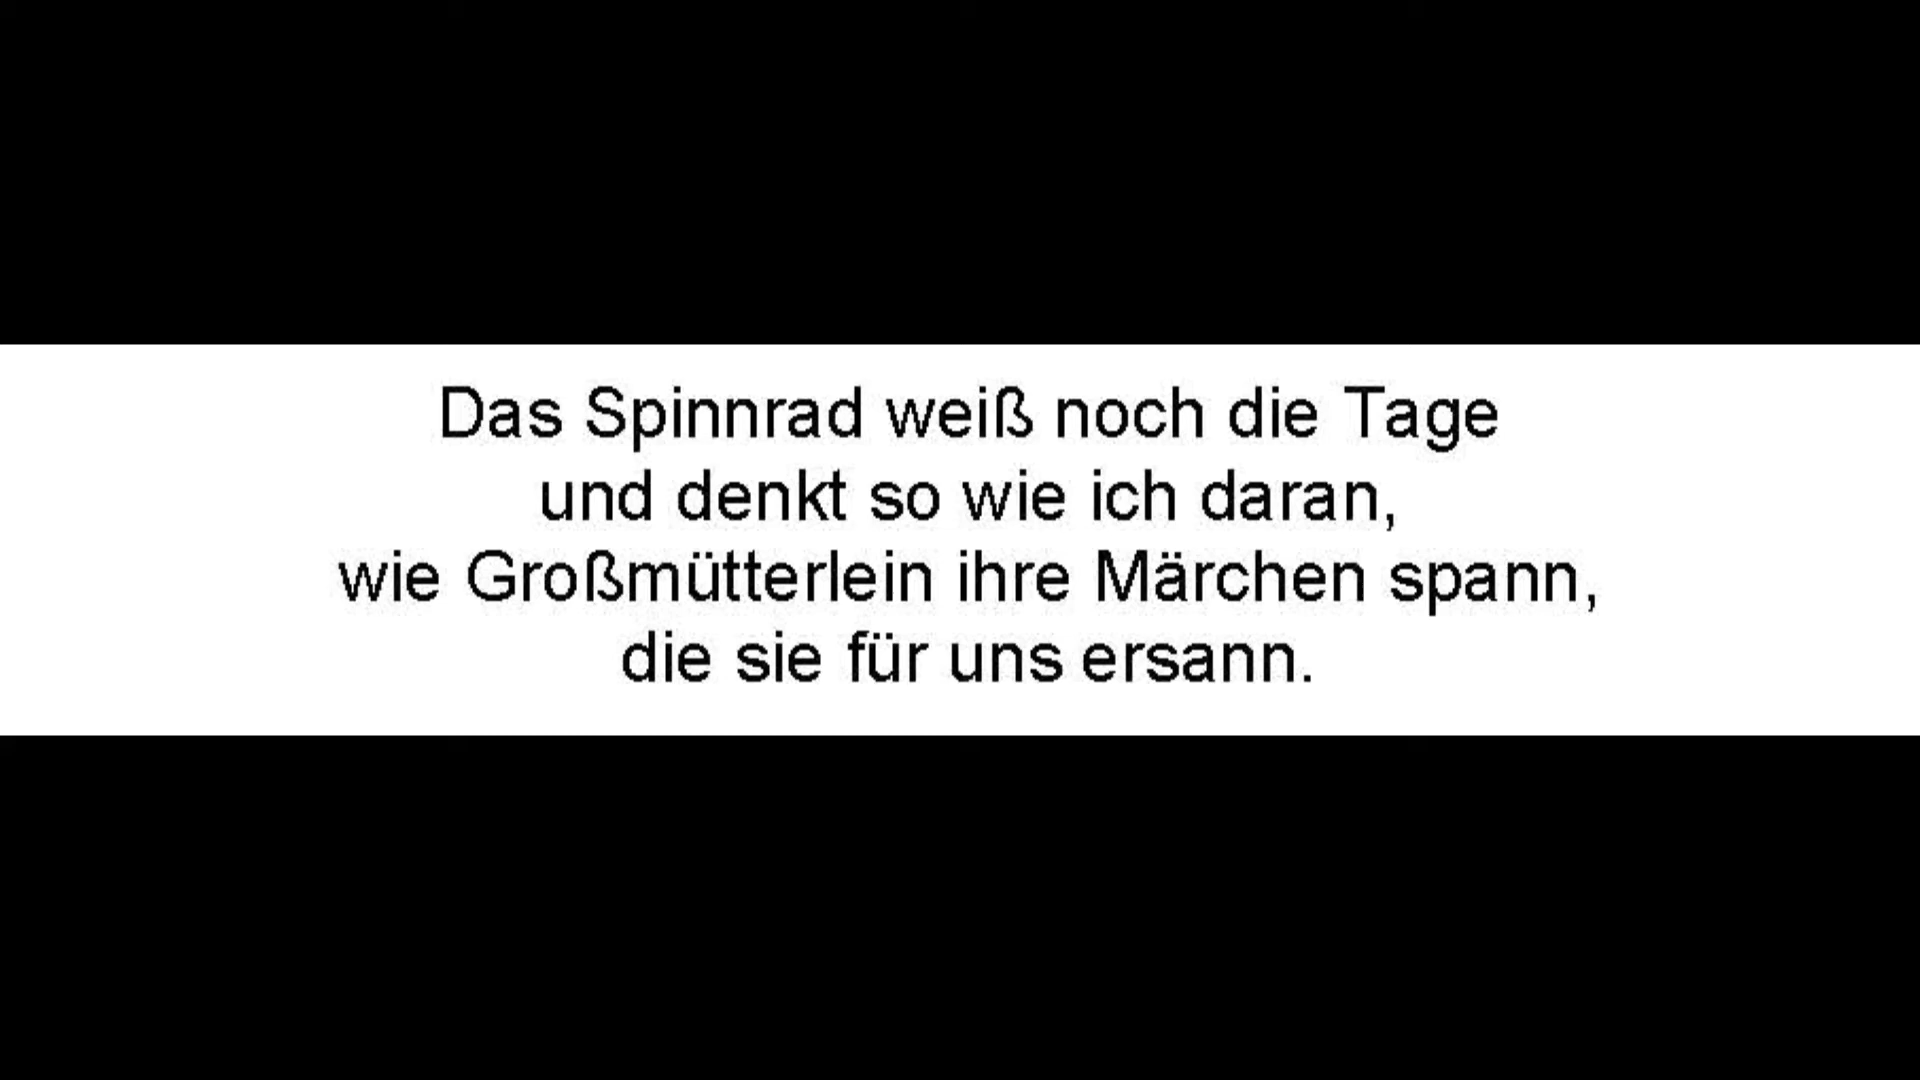 Das Spinnrad weiß noch die Tage
und denkt so wie ich daran,
wie Großmütterlein ihre Märchen spann,
die sie für uns ersann.